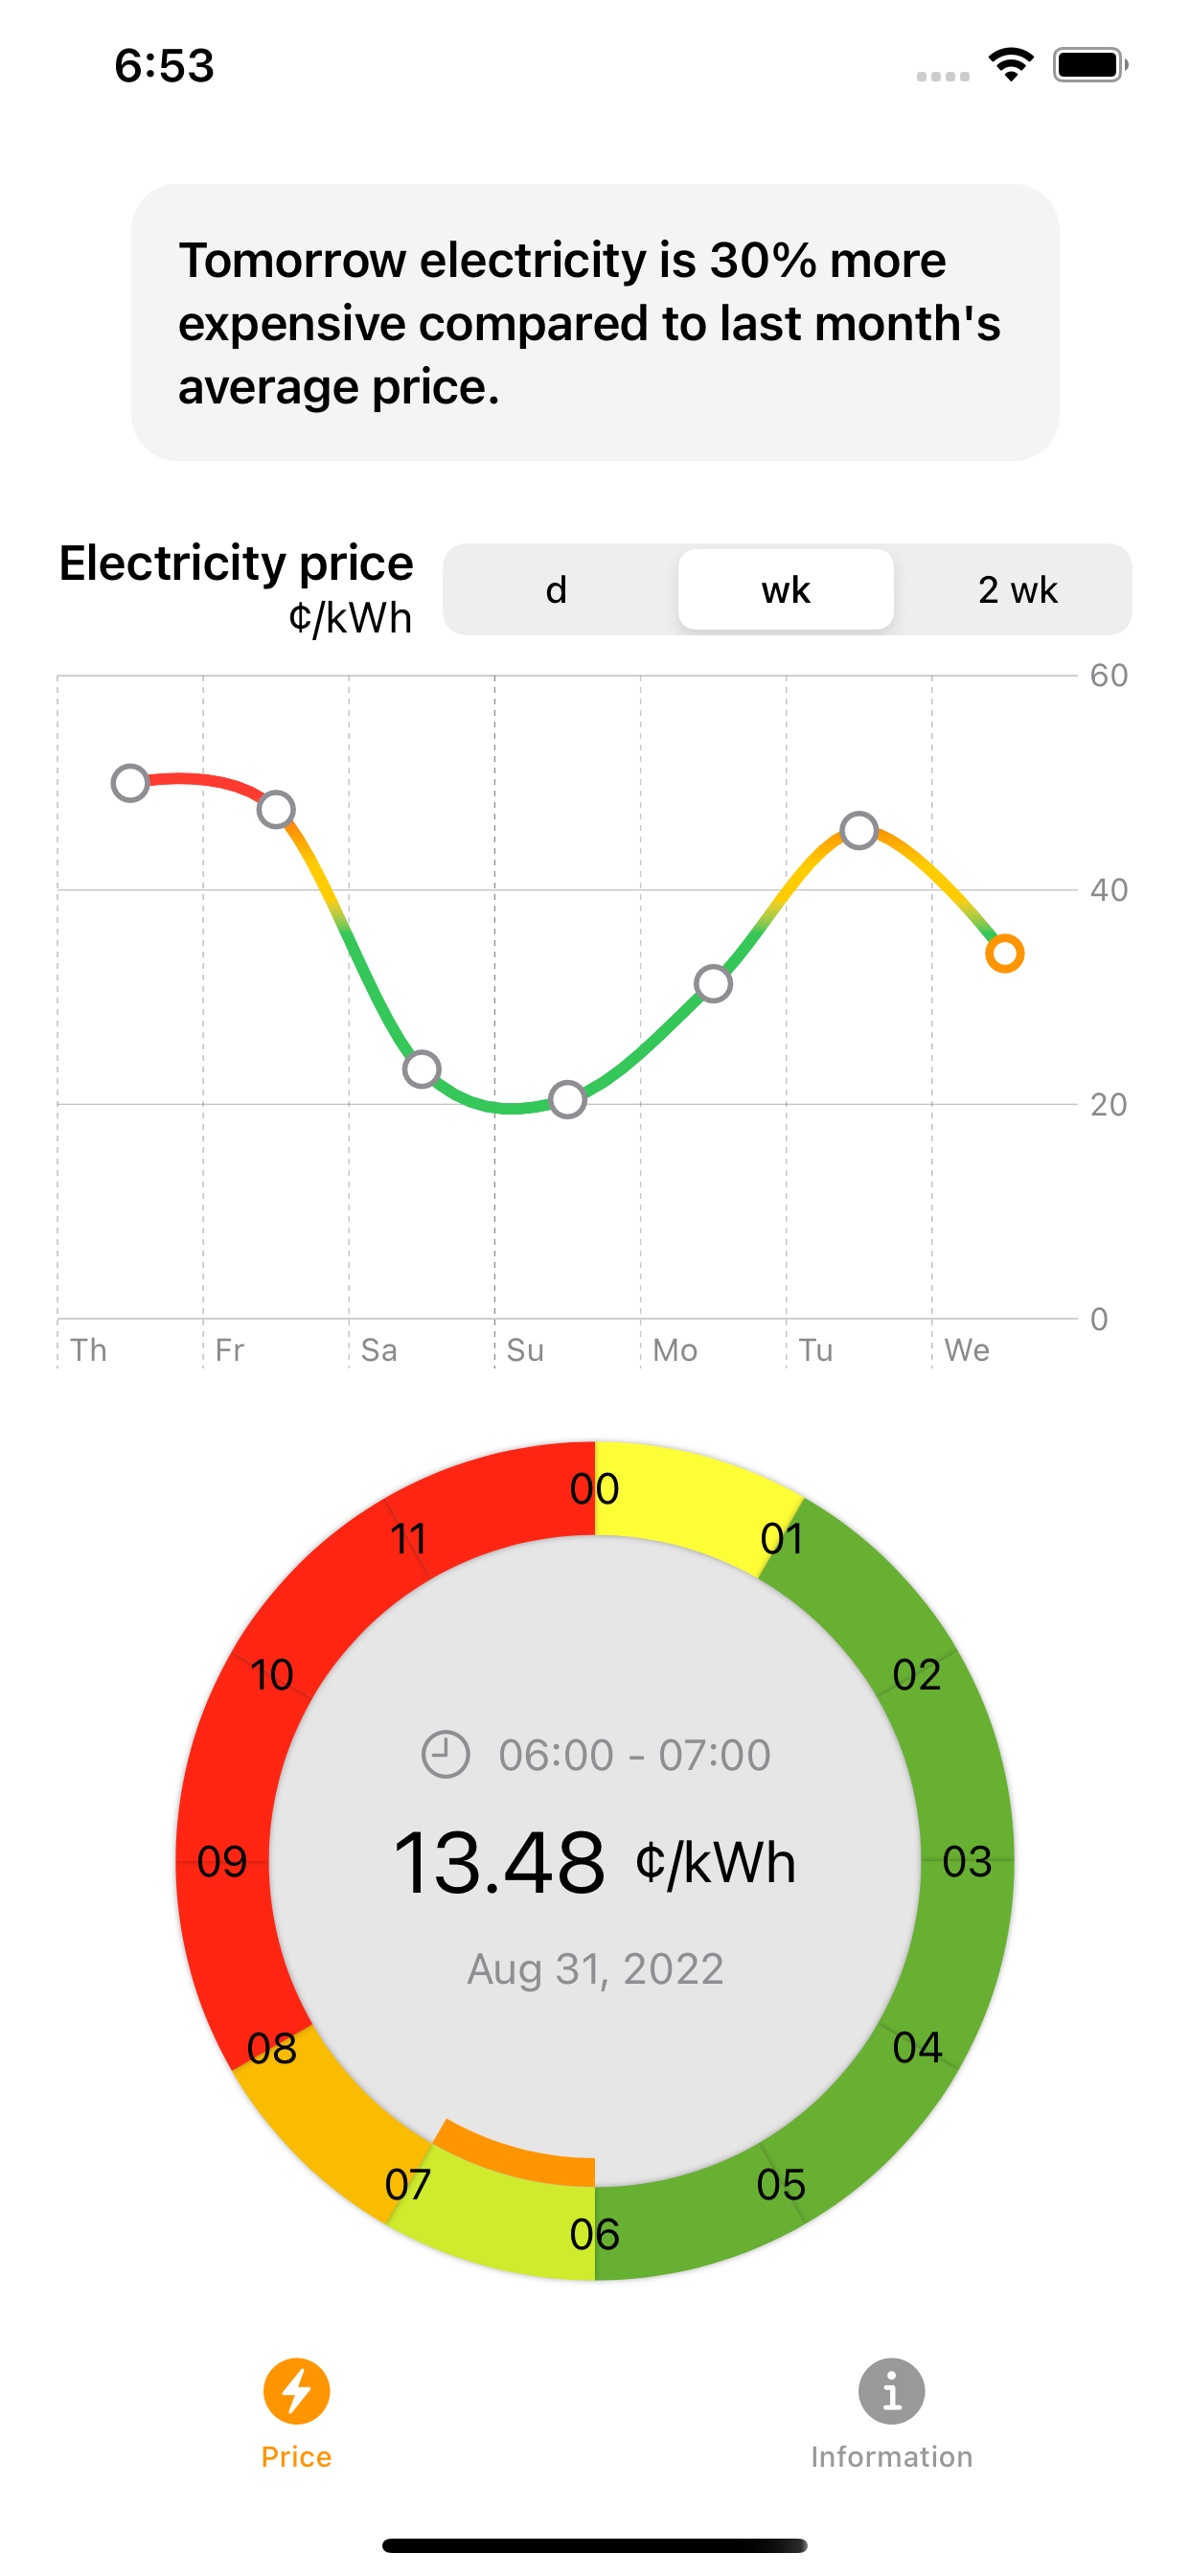 6:53
Tomorrow electricity is 30% more
expensive compared to last month's
average price.
Electricity price
¢/kWh
d
wk
2 wk
60
40
20
0
Th
Fr
Sa
Su
Mo
Tu
We
00
01
02
03
04
05
06
07
08
09
10
11
06:00 - 07:00
13.48 ¢/kWh
Aug 31, 2022
Price
Information